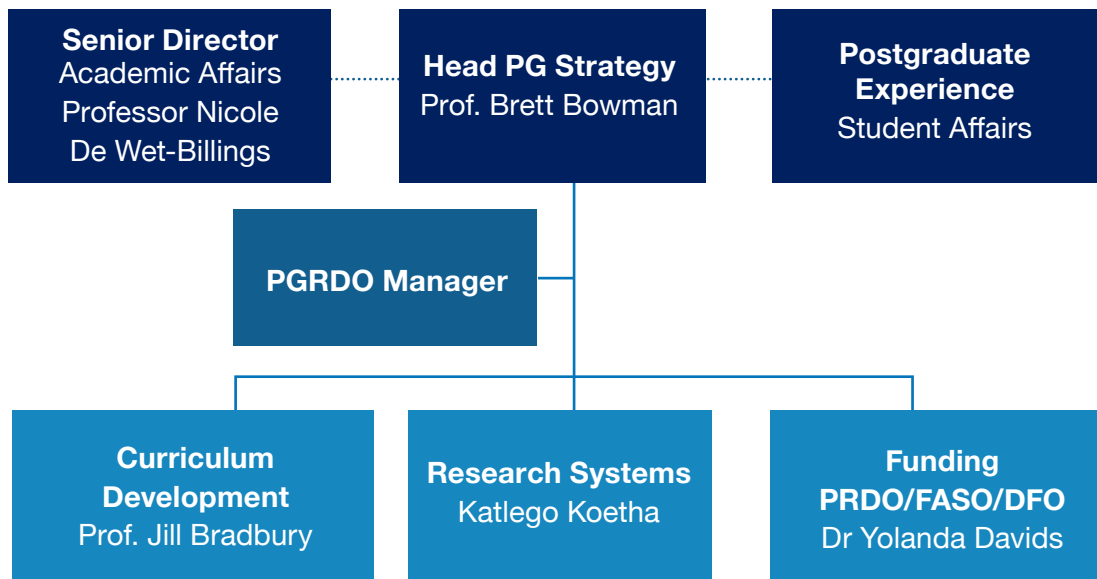 Senior Director
Academic Affairs
Professor Nicole
De Wet-Billings
Head PG Strategy
Prof. Brett Bowman
Postgraduate
Experience
Student Affairs
PGRDO Manager
Curriculum
Development
Prof. Jill Bradbury
Research Systems
Katlego Koetha
Funding
PRDO/FASO/DFO
Dr Yolanda Davids